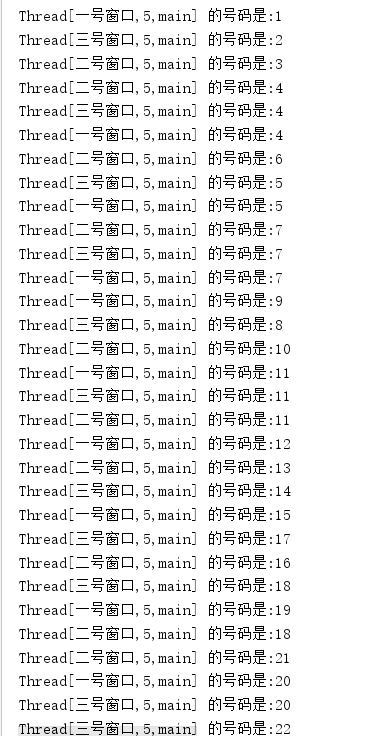 Thread[一号窗口,5,main] 的号码是:1
Thread[三号窗口,5,main] 的号码是:2
Thread[二号窗口,5,main] 的号码是:3
Thread[二号窗口,5,main] 的号码是:4
Thread[三号窗口,5,main] 的号码是:4
Thread[一号窗口,5,main] 的号码是:4
Thread[二号窗口,5,main] 的号码是:6
Thread[三号窗口,5,main] 的号码是:5
Thread[一号窗口,5,main] 的号码是:5
Thread[二号窗口,5,main] 的号码是:7
Thread[三号窗口,5,main] 的号码是:7
Thread[一号窗口,5,main] 的号码是:7
Thread[一号窗口,5,main] 的号码是:9
Thread[三号窗口,5,main] 的号码是:8
Thread[二号窗口,5,main] 的号码是:10
Thread[一号窗口,5,main] 的号码是:11
Thread[三号窗口,5,main] 的号码是:11
Thread[二号窗口,5,main] 的号码是:11
Thread[一号窗口,5,main] 的号码是:12
Thread[二号窗口,5,main] 的号码是:13
Thread[三号窗口,5,main] 的号码是:14
Thread[一号窗口,5,main] 的号码是:15
Thread[三号窗口,5,main] 的号码是:17
Thread[二号窗口,5,main] 的号码是:16
Thread[三号窗口,5,main] 的号码是:18
Thread[一号窗口,5,main] 的号码是:19
Thread[二号窗口,5,main] 的号码是:18
Thread[二号窗口,5,main] 的号码是:21
Thread[一号窗口,5,main] 的号码是:20
Thread[三号窗口,5,main] 的号码是:20
Thread[三号窗口,5,main] 的号码是:22